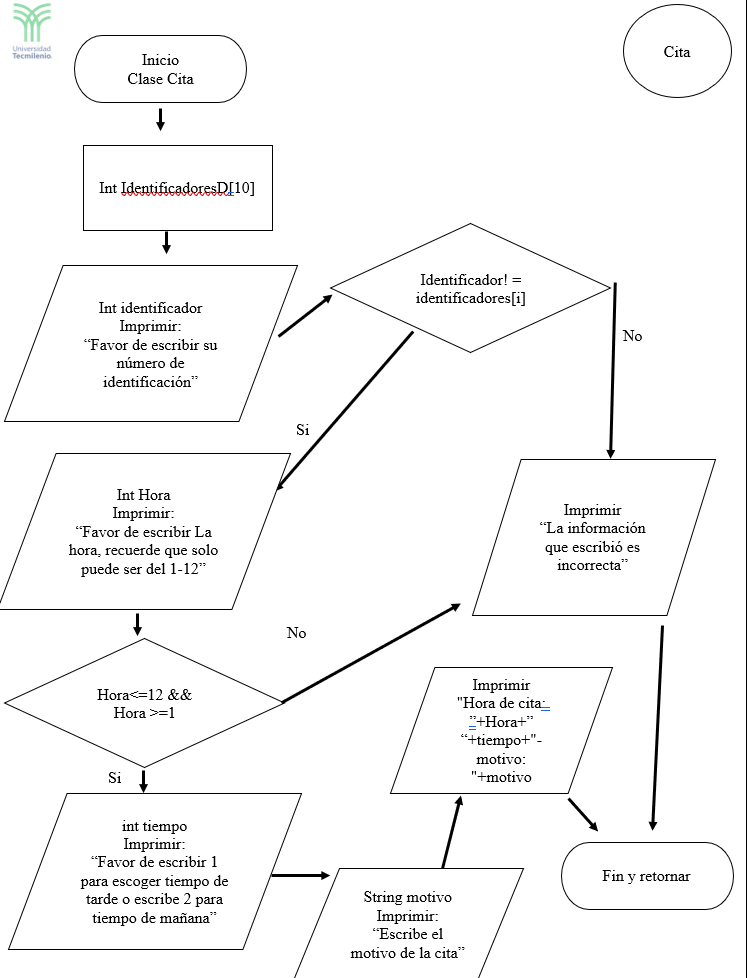 Universidad
Tecmilenio
Inicio
Clase Cita
Cita
Int IdentificadoresD[10]
Identificador! =
identificadores[i]
Int identificador
Imprimir:
“Favor de escribir su
número de
identificación”
No
Si
Int Hora
Imprimir:
“Favor de escribir La
hora, recuerde que solo
puede ser del 1-12”
Imprimir
“La información
que escribió es
incorrecta”
No
Hora<=12 &&
Hora >=1
Imprimir
"Hora de cita:
”+Hora+”
“+tiempo+"-
motivo:
"+motivo
Si
int tiempo
Imprimir:
“Favor de escribir 1
para escoger tiempo de
tarde o escribe 2 para
tiempo de mañana”
String motivo
Imprimir:
“Escribe el
motivo de la cita”
Fin y retornar